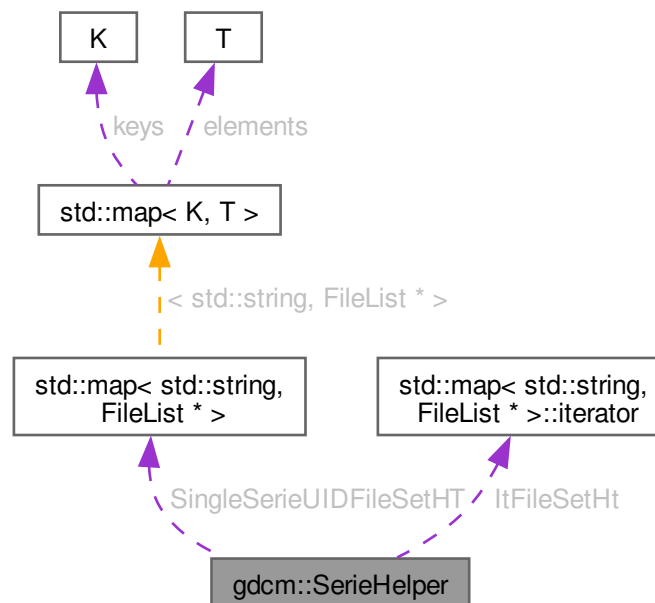 K
T
keys
elements
std::map< K, T >
< std::string, FileList * >
std::map< std::string,
FileList * >
std::map< std::string,
FileList * >::iterator
SingleSerieUIDFileSetHT
ItFileSetHt
gdcm::SerieHelper